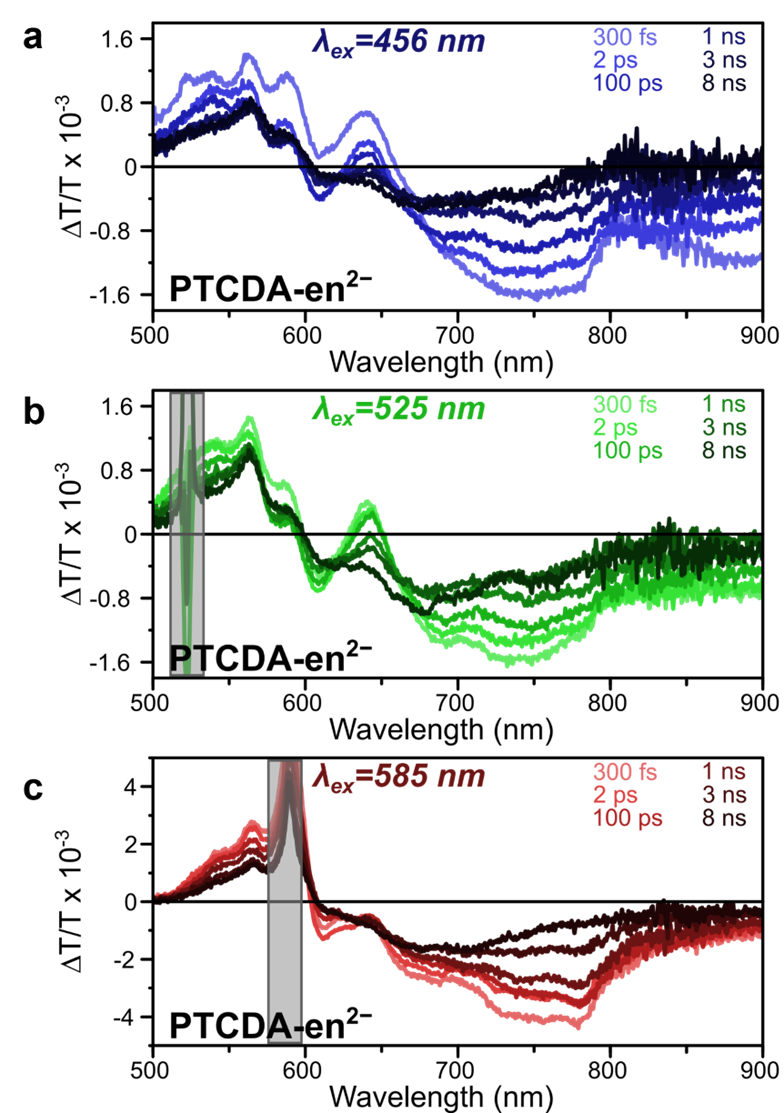 a
λex=456 nm
300 fs 1 ns
2 ps 3 ns
100 ps 8 ns
1.6
0.8
0
-0.8
-1.6
ΔT/T x 10⁻³
PTCDA-en²⁻
500 600 700 800 900
Wavelength (nm)
b
λex=525 nm
300 fs 1 ns
2 ps 3 ns
100 ps 8 ns
1.6
0.8
0
-0.8
-1.6
ΔT/T x 10⁻³
PTCDA-en²⁻
500 600 700 800 900
Wavelength (nm)
c
λex=585 nm
300 fs 1 ns
2 ps 3 ns
100 ps 8 ns
4
2
0
-2
-4
ΔT/T x 10⁻³
PTCDA-en²⁻
500 600 700 800 900
Wavelength (nm)